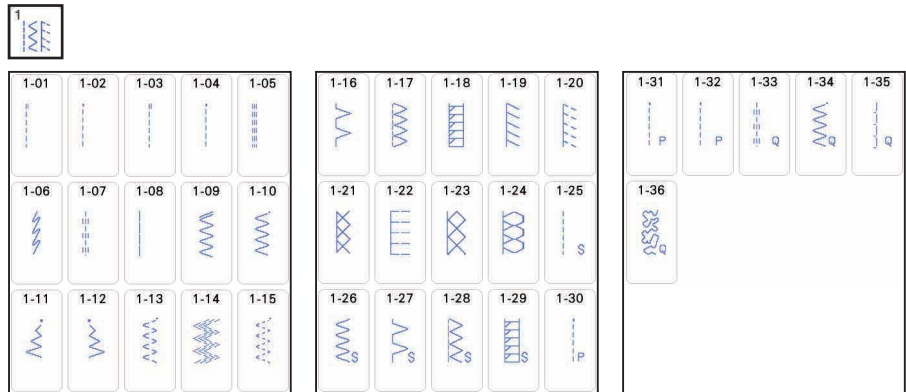 1
1-01 1-02 1-03 1-04 1-05
1-06 1-07 1-08 1-09 1-10
1-11 1-12 1-13 1-14 1-15
1-16 1-17 1-18 1-19 1-20
1-21 1-22 1-23 1-24 1-25
S
1-26 1-27 1-28 1-29 1-30
S S S S P
1-31 1-32 1-33 1-34 1-35
P P Q Q Q
1-36
Q